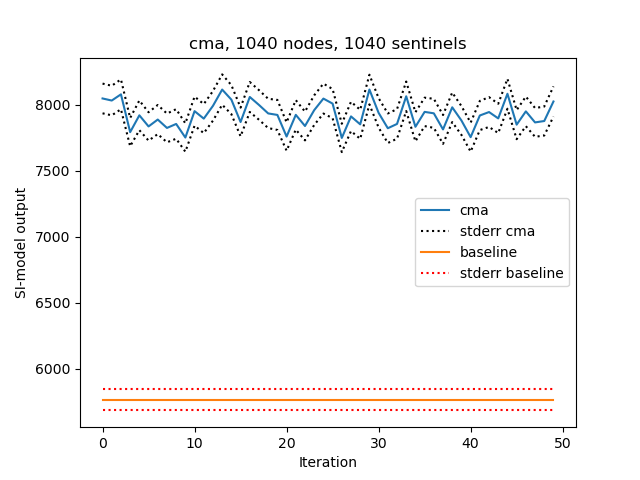 cma, 1040 nodes, 1040 sentinels
SI-model output
8000
7500
7000
6500
6000
cma
stderr cma
baseline
stderr baseline
0 10 20 30 40 50
Iteration